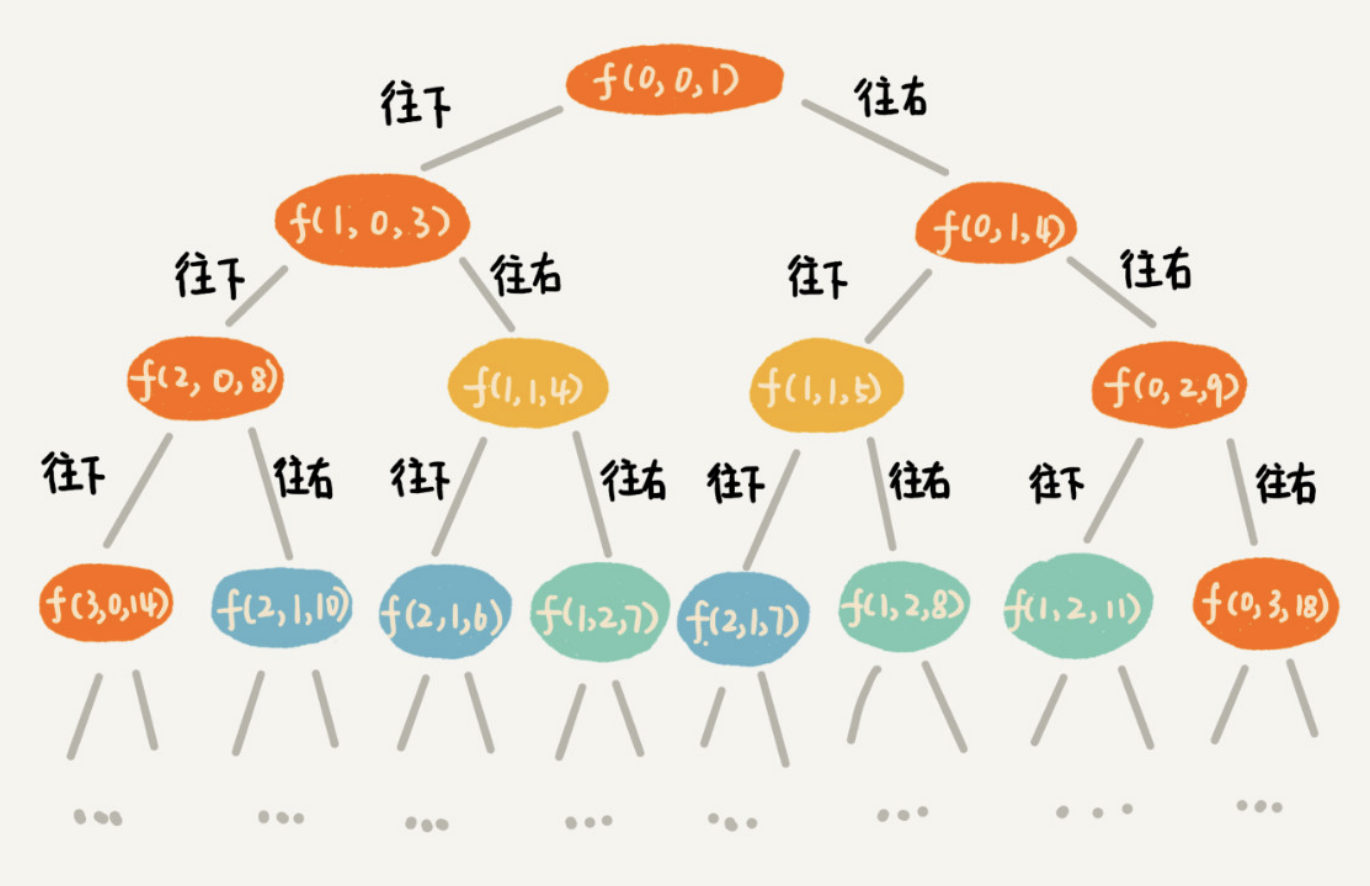 f(0,0,1)
往下
往右
f(1,0,3)
f(0,1,4)
往下
往右
往下
往右
f(2,0,8)
f(1,1,4)
f(1,1,5)
f(0,2,9)
往下
往右
往下
往右
往下
往右
往下
往右
f(3,0,14)
f(2,1,10)
f(2,1,6)
f(1,2,7)
f(2,1,7)
f(1,2,8)
f(1,2,11)
f(0,3,18)